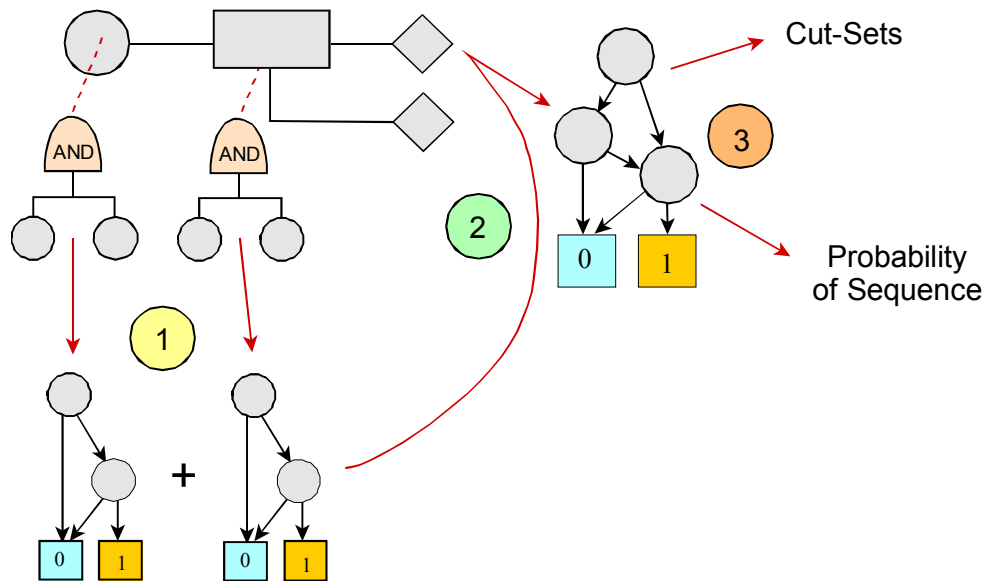 Cut-Sets
AND
AND
3
2
0
1
Probability
of Sequence
1
+
0
1
0
1